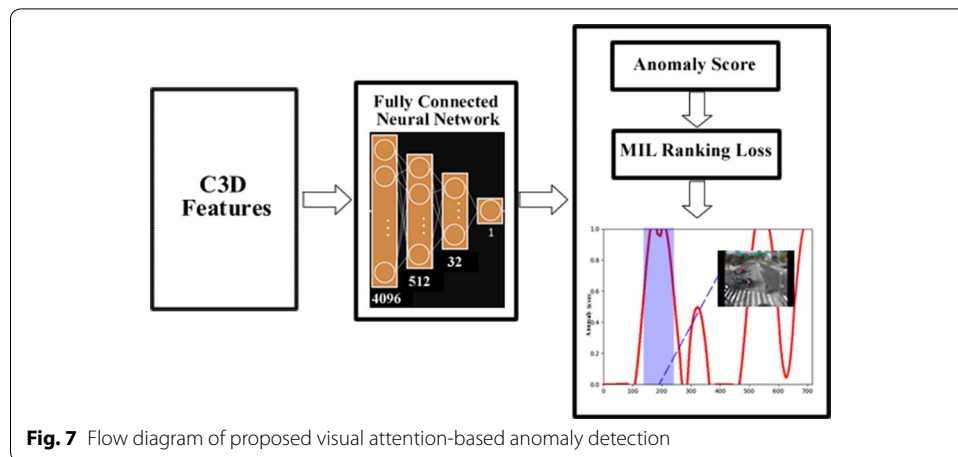 C3D
Features
Fully Connected
Neural Network
4096
512
32
1
Anomaly Score
MIL Ranking Loss
Anomaly Score
1.0
0.8
0.6
0.4
0.2
0.0
0 100 200 300 400 500 600 700
Fig. 7 Flow diagram of proposed visual attention-based anomaly detection